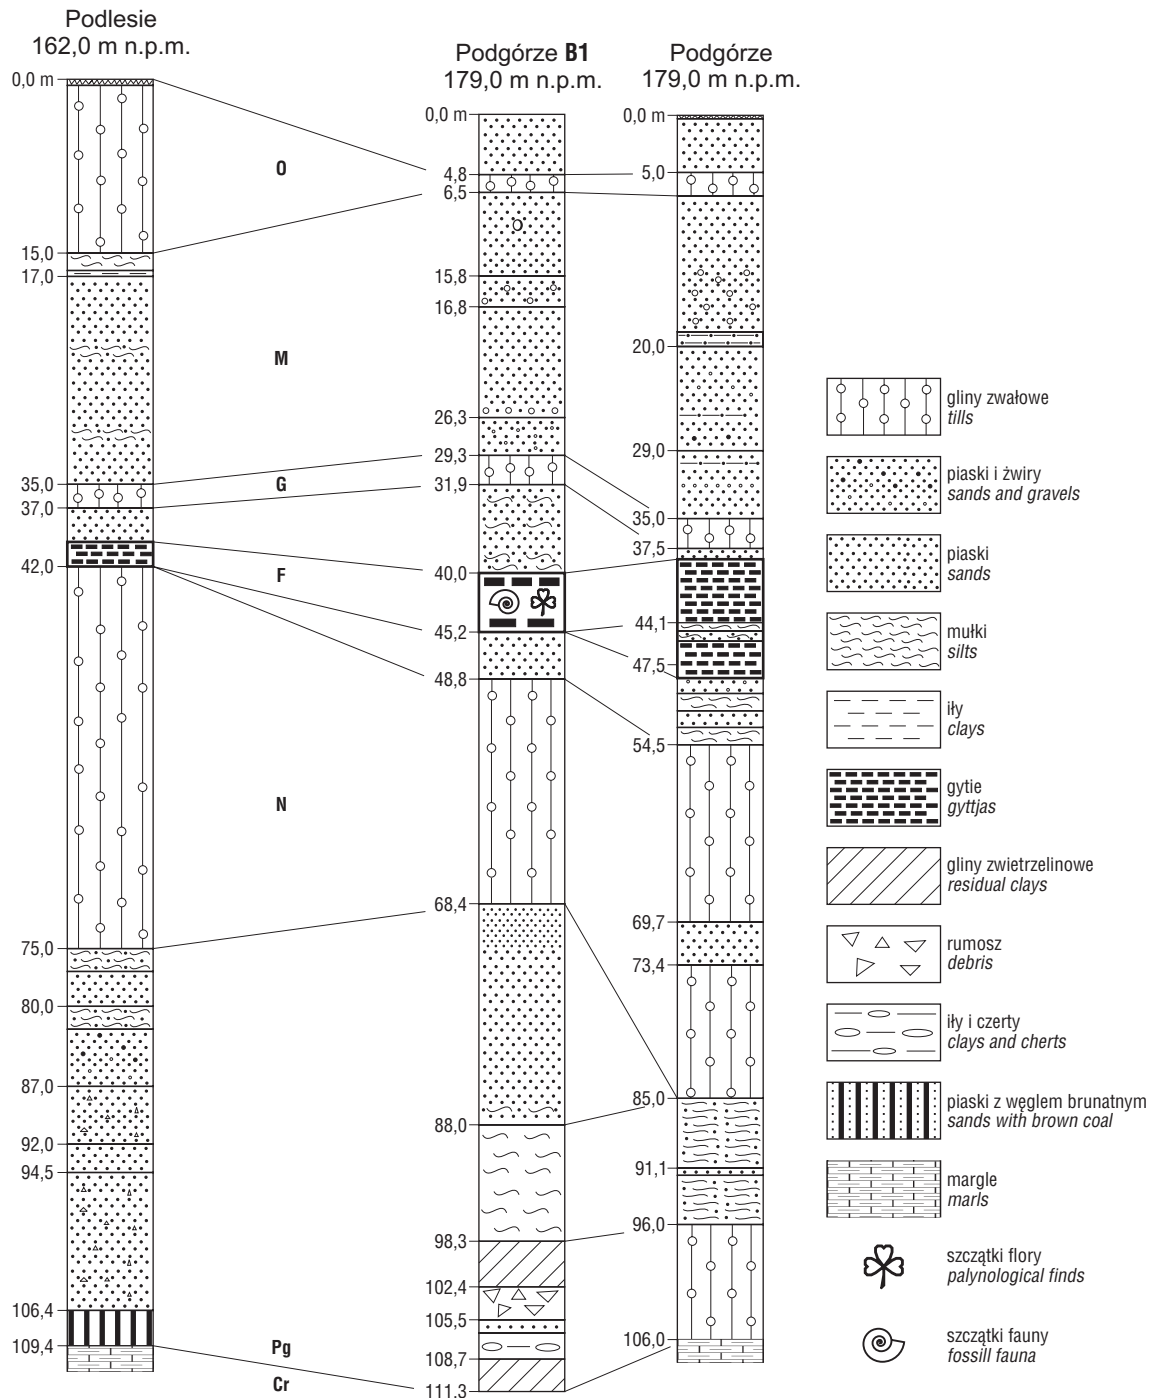 Podlesie
162,0 m n.p.m.
0,0 m
15,0
17,0
35,0
37,0
42,0
75,0
80,0
87,0
92,0
94,5
106,4
109,4
O
M
G
F
N
Pg
Cr
Podgórze B1
179,0 m n.p.m.
0,0 m
4,8
6,5
15,8
16,8
26,3
29,3
31,9
40,0
45,2
48,8
68,4
88,0
98,3
102,4
105,5
108,7
111,3
Podgórze
179,0 m n.p.m.
0,0 m
5,0
20,0
29,0
35,0
37,5
44,1
47,5
54,5
69,7
73,4
85,0
91,1
96,0
106,0
gliny zwałowe
tills
piaski i żwiry
sands and gravels
piaski
sands
mułki
silts
iły
clays
gytie
gyttjas
gliny zwietrzelinowe
residual clays
rumosz
debris
iły i czerty
clays and cherts
piaski z węglem brunatnym
sands with brown coal
margle
marls
szczątki flory
palynological finds
szczątki fauny
fossill fauna